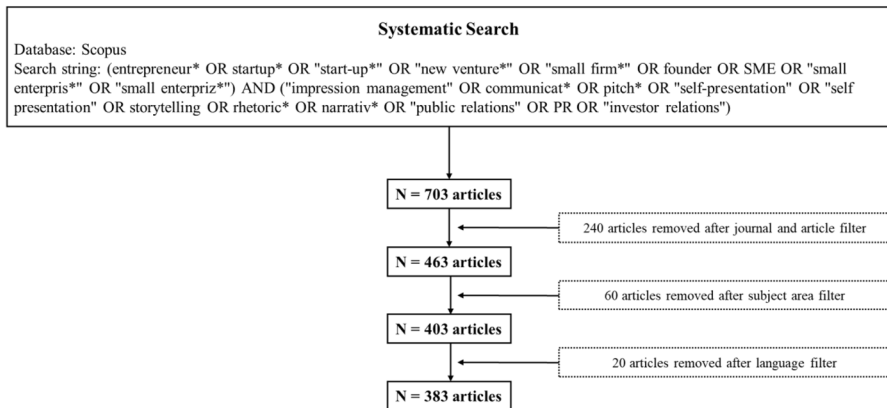 Systematic Search
Database: Scopus
Search string: (entrepreneur* OR startup* OR "start-up*" OR "new venture*" OR "small firm*" OR founder OR SME OR "small
enterpris*" OR "small enterpriz*") AND ("impression management" OR communicat* OR pitch* OR "self-presentation" OR "self
presentation" OR storytelling OR rhetoric* OR narrativ* OR "public relations" OR PR OR "investor relations")
N = 703 articles
240 articles removed after journal and article filter
N = 463 articles
60 articles removed after subject area filter
N = 403 articles
20 articles removed after language filter
N = 383 articles